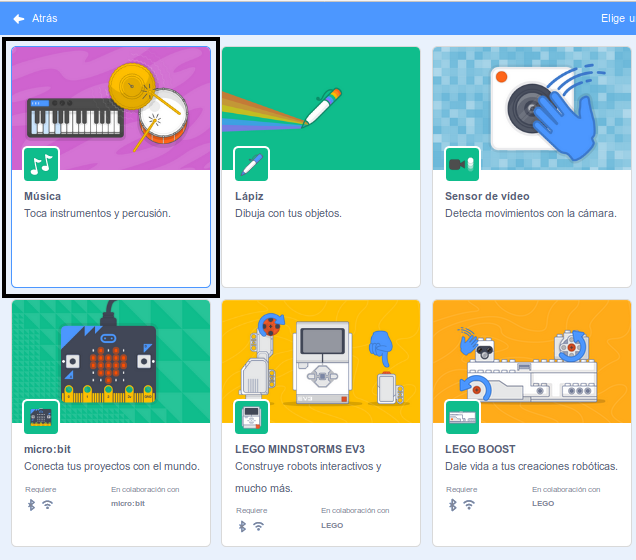 Atrás
Elige u
Música
Toca instrumentos y percusión.
Lápiz
Dibuja con tus objetos.
Sensor de vídeo
Detecta movimientos con la cámara.
micro:bit
Conecta tus proyectos con el mundo.
Requiere
En colaboración con
micro:bit
LEGO MINDSTORMS EV3
Construye robots interactivos y
mucho más.
Requiere
En colaboración con
LEGO
LEGO BOOST
Dale vida a tus creaciones robóticas.
Requiere
En colaboración con
LEGO